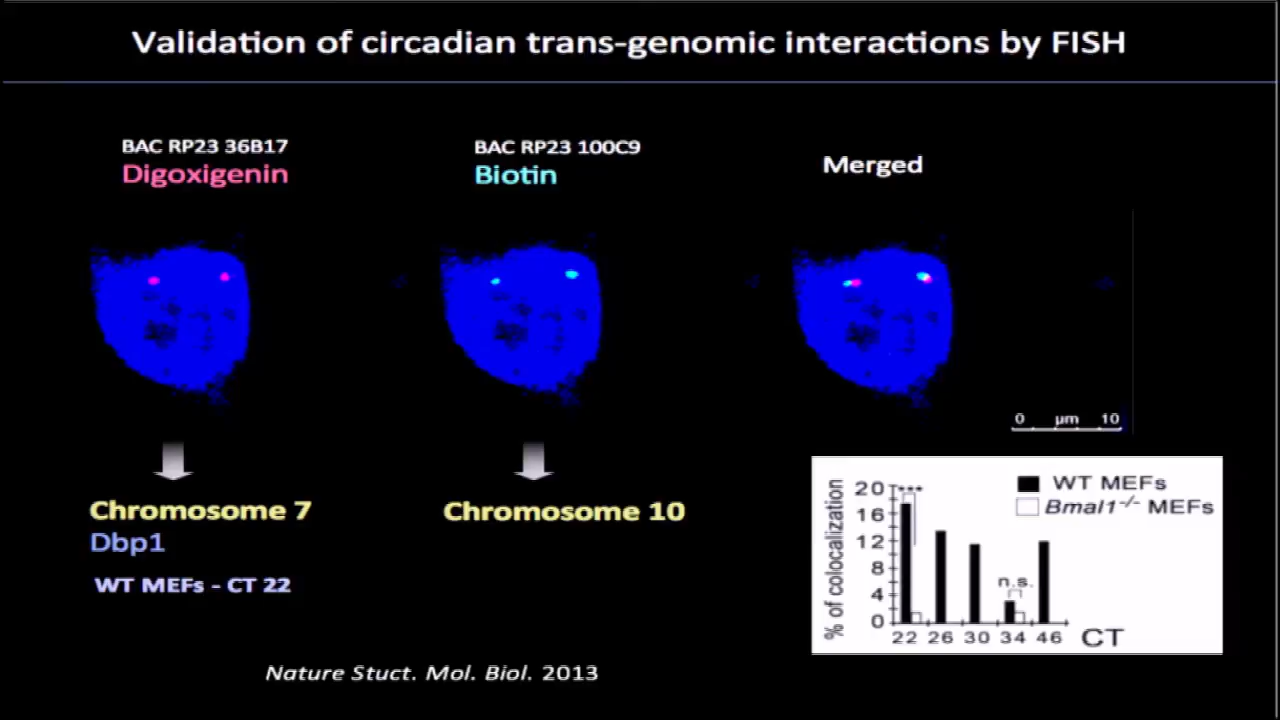 Validation of circadian trans-genomic interactions by FISH
BAC RP23 36B17
Digoxigenin
BAC RP23 100C9
Biotin
Merged
0 µm 10
Chromosome 7
Dbp1
WT MEFs - CT 22
Chromosome 10
% of colocalization
20
16
12
8
4
0
***
n.s.
WT MEFs
Bmal1-/- MEFs
22 26 30 34 46 CT
Nature Stuct. Mol. Biol. 2013